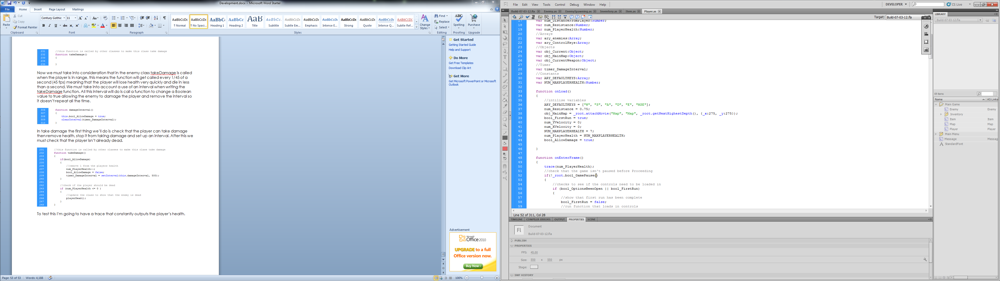 Development.docx - Microsoft Word Starter
File Home Insert Page Layout Mailings
Paste
Cut
Copy
Format Painter
Clipboard
Century Gothic 11
Font
Paragraph
AaBbCcDc AaBbCcDc AaBbC AaBbCc AaB AaBbCc. AaBbCcDc AaBbCcDc AaBbCcDc AaBbCcDc AaBbCcDc AaBbCcDc AABBCCDC
¶ Normal ¶ No Spaci... Heading 1 Heading 2 Title Subtitle Subtle Em... Emphasis Intense E... Strong Quote Intense Q... Subtle Ref...
Styles
Change Styles
Find
Replace
Select
Editing
Spelling
Proofing
Purchase
Upgrade
231 //this function is called by other classes to make this class take damage
232 function takeDamage()
233 {
234
235 }
Now we must take into consideration that in the enemy class takeDamage is called
when the player is in range, this means the function will get called every 1/45 of a
second (45 fps) meaning that the player will lose health very quickly and die in less
than a second. We must take into account a use of an interval when writing the
takeDamage function. All this interval will do is call a function to change a Boolean
value to true allowing the enemy to damage the player and remove the interval so
it doesn't repeat all the time.
306 function damageInterval()
307 {
308 this.bool_AllowDamage = true;
309 clearInterval(timer_DamageInterval);
310 }
In take damage the first thing we'll do is check that the player can take damage
then remove health, stop it from taking damage and set up an interval. After this we
must check that the player isn't already dead.
231 //this function is called by other classes to make this class take damage
232 function takeDamage()
233 {
234 if(bool_AllowDamage)
235 {
236 //remove 1 from the players health
237 num_PlayerHealth--;
238 bool_AllowDamage = false;
239 timer_DamageInterval = setInterval(this.damageInterval, 500);
240 }
241
242 //check if the player should be dead
243 if (num_PlayerHealth <= 0 )
244 {
245 //update the class to show that the enemy is dead
246 playerDead();
247 }
248 }
To test this I'm going to have a trace that constantly outputs the player's health.
Get Started
Getting Started Guide
Help and Support
Do More
Get Free Templates
Download Clip Art
Get More
Get Microsoft PowerPoint or Microsoft
Outlook
Advertisement
Microsoft
Office 2010
UPGRADE to a full
Office version now.
Buy Now ›
Page: 53 of 53 Words: 4,188
100%
Fl File Edit View Tools Control Debug Window Help
DEVELOPER CS Live
Build-07-03-12.fla Enemy.as EnemySpawning.as Inventory.as Item.as Player.as
Target: Build-07-03-12.fla
17 var num_DistanceFromPlayer:Number;
18 var num_Resistance:Number;
19 var num_PlayerHealth:Number;
20 //Arrays
21 var ary_enemies:Array;
22 var ary_ControlKeys:Array;
23 //Objects
24 var obj_Current:Object;
25 var obj_MainMap:Object;
26 var obj_CurrentWeapon:Object;
27 //Timer
28 var timer_DamageInterval;
29 //Constants
30 var ARY_DEFAULTKEYS:Array;
31 var NUM_MAXPLAYERHEALTH:Number;
32
33 function onLoad()
34 {
35 //intilise variables
36 ARY_DEFAULTKEYS = ["W", "S", "A", "D", "E", "MSE"];
37 num_Resistance = 0.75;
38 obj_MainMap = _root.attachMovie("Map", "Map", _root.getNextHighestDepth(), {_x:275, _y:275});
39 bool_FirstRun = true;
40 num_YVelocity = 0;
41 num_XVelocity = 0;
42 NUM_MAXPLAYERHEALTH = 7;
43 num_PlayerHealth = NUM_MAXPLAYERHEALTH;
44 bool_AllowDamage = true;
45
46 }
47
48 function onEnterFrame()
49 {
50 trace(num_PlayerHealth);
51 //check that the game isn't paused before Proceeding
52 if(!_root.bool_GamePaused)
53 {
54 //checks to see if the controls need to be loaded in
55 if (bool_OptionsBeenOpen || bool_FirstRun)
56 {
57 //show that first run has been complete
58 bool_FirstRun = false;
59 //run function that loads in controls
Line 52 of 311, Col 28
TIMELINE COMPILER ERRORS OUTPUT PROPERTIES SCENE
Fl
Document
Build-07-03-12.fla
PUBLISH
PROPERTIES
FPS: 45.00
Size: 550 x 550 px
Stage:
SWF HISTORY
LIBRARY
Build-07-03-12.fla
69 items
Name AS Linka
Main Game
Enemy Enemy
Inventory
Item Item
Map Map
Player Player
Main Menu
Message Messag
StandardFont